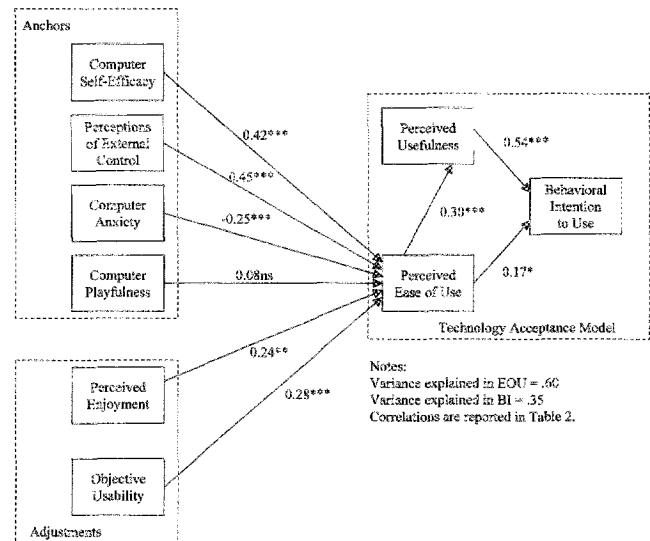 Anchors
Computer
Self-Efficacy
Perceptions
of External
Control
Computer
Anxiety
Computer
Playfulness
0.42***
0.45***
-0.25***
0.08ns
0.24**
0.28***
Perceived
Enjoyment
Objective
Usability
Adjustments
Perceived
Usefulness
0.54***
Behavioral
Intention
to Use
0.30***
Perceived
Ease of Use
0.17*
Technology Acceptance Model
Notes:
Variance explained in EOU = .60
Variance explained in BI = .35
Correlations are reported in Table 2.